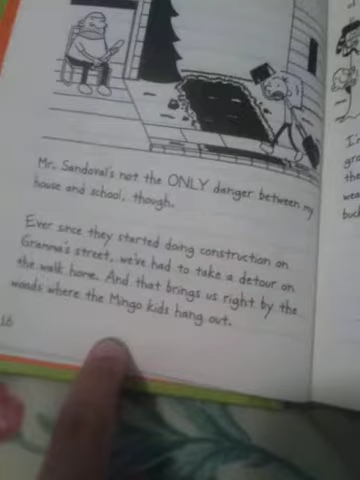 Mr. Sandoval's not the ONLY danger between my
house and school, though.
Ever since they started doing construction on
Gramma's street, we've had to take a detour on
the walk home. And that brings us right by the
woods where the Mingo kids hang out.
16